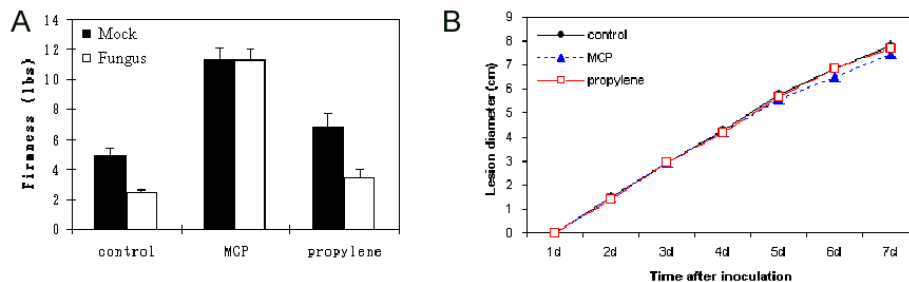 A
Firmness (lbs)
14
12
10
8
6
4
2
0
Mock
Fungus
control
MCP
propylene
B
Lesion diameter (cm)
9
8
7
6
5
4
3
2
1
0
control
MCP
propylene
1d 2d 3d 4d 5d 6d 7d
Time after inoculation